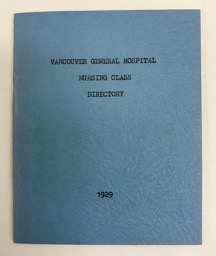 VANCOUVER GENERAL HOSPITAL
NURSING CLASS
DIRECTORY
1929